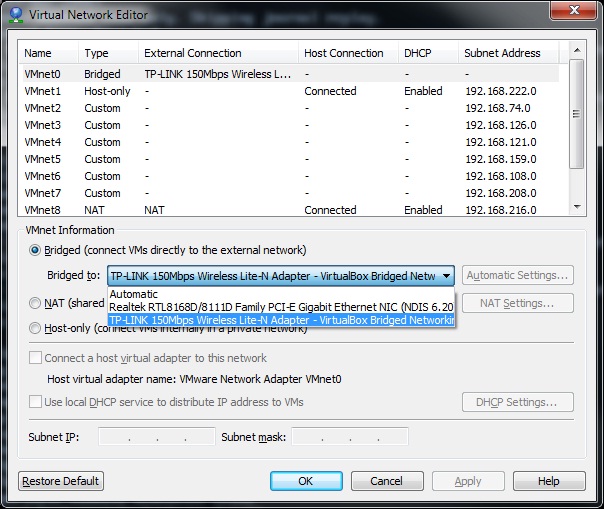 Virtual Network Editor
Name Type External Connection Host Connection DHCP Subnet Address
VMnet0 Bridged TP-LINK 150Mbps Wireless L... - - -
VMnet1 Host-only - Connected Enabled 192.168.222.0
VMnet2 Custom - - - 192.168.74.0
VMnet3 Custom - - - 192.168.126.0
VMnet4 Custom - - - 192.168.121.0
VMnet5 Custom - - - 192.168.159.0
VMnet6 Custom - - - 192.168.108.0
VMnet7 Custom - - - 192.168.208.0
VMnet8 NAT NAT Connected Enabled 192.168.216.0
VMnet Information
Bridged (connect VMs directly to the external network)
Bridged to: TP-LINK 150Mbps Wireless Lite-N Adapter - VirtualBox Bridged Netw Automatic Settings...
Automatic
NAT (shared Realtek RTL8168D/8111D Family PCI-E Gigabit Ethernet NIC (NDIS 6.20 NAT Settings...
TP-LINK 150Mbps Wireless Lite-N Adapter - VirtualBox Bridged Networkin
Host-only (connect VMs internally in a private network)
Connect a host virtual adapter to this network
Host virtual adapter name: VMware Network Adapter VMnet0
Use local DHCP service to distribute IP address to VMs DHCP Settings...
Subnet IP: . . . Subnet mask: . . .
Restore Default OK Cancel Apply Help